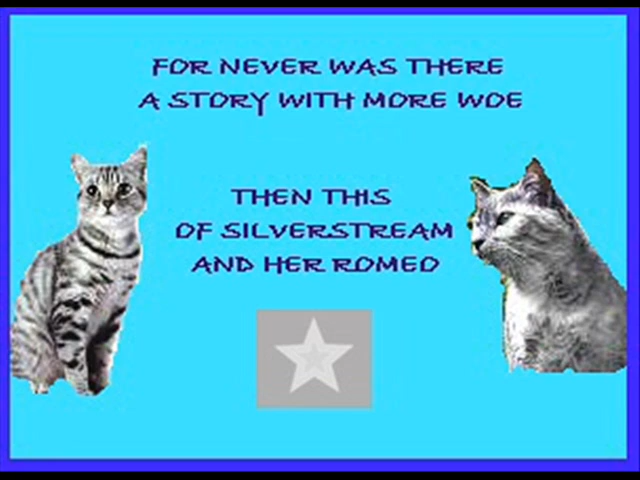 FOR NEVER WAS THERE
A STORY WITH MORE WOE
THEN THIS
OF SILVERSTREAM
AND HER ROMEO